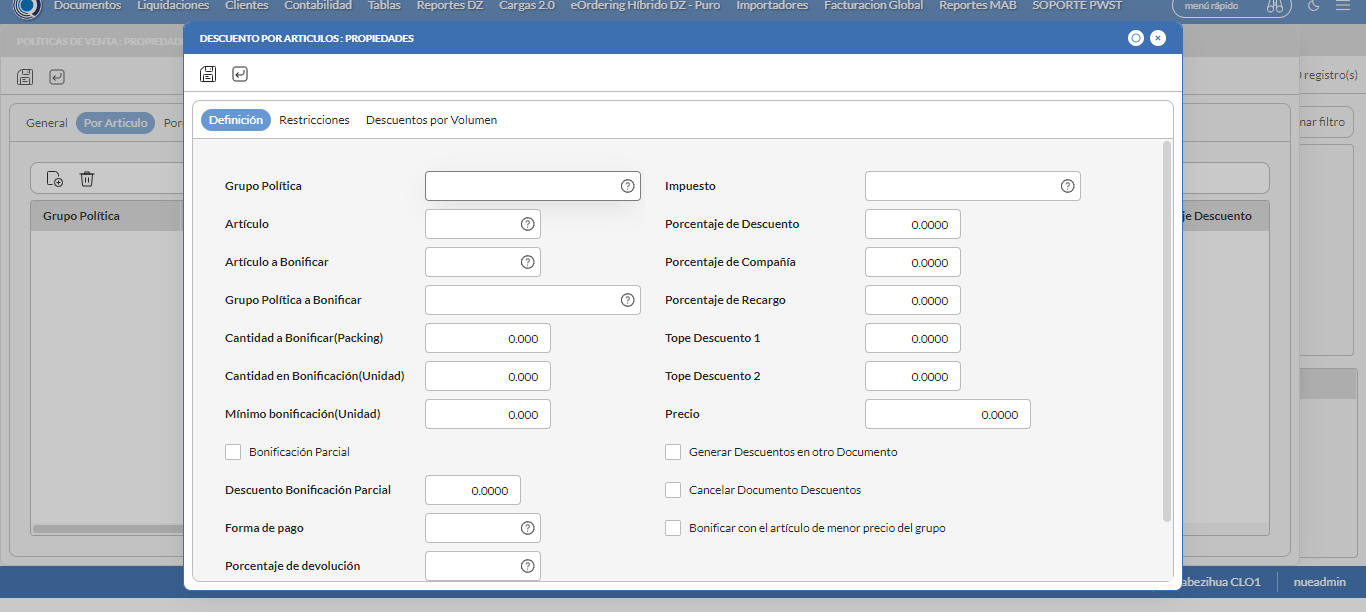 Documentos Liquidaciones Clientes Contabilidad Tablas Reportes DZ Cargas 2.0 eOrdering Híbrido DZ - Puro Importadores Facturacion Global Reportes MAB SOPORTE PWST menú rápido
POLÍTICAS DE VENTA : PROPIEDAD
DESCUENTO POR ARTICULOS : PROPIEDADES
registro(s)
General Por Articulo Por
Definición Restricciones Descuentos por Volumen
nar filtro
Grupo Política
je Descuento
Grupo Política Impuesto
Artículo Porcentaje de Descuento 0.0000
Artículo a Bonificar Porcentaje de Compañía 0.0000
Grupo Política a Bonificar Porcentaje de Recargo 0.0000
Cantidad a Bonificar(Packing) 0.000 Tope Descuento 1 0.0000
Cantidad en Bonificación(Unidad) 0.000 Tope Descuento 2 0.0000
Mínimo bonificación(Unidad) 0.000 Precio 0.0000
Bonificación Parcial Generar Descuentos en otro Documento
Descuento Bonificación Parcial 0.0000 Cancelar Documento Descuentos
Forma de pago Bonificar con el artículo de menor precio del grupo
Porcentaje de devolución
abezihua CLO1 nueadmin